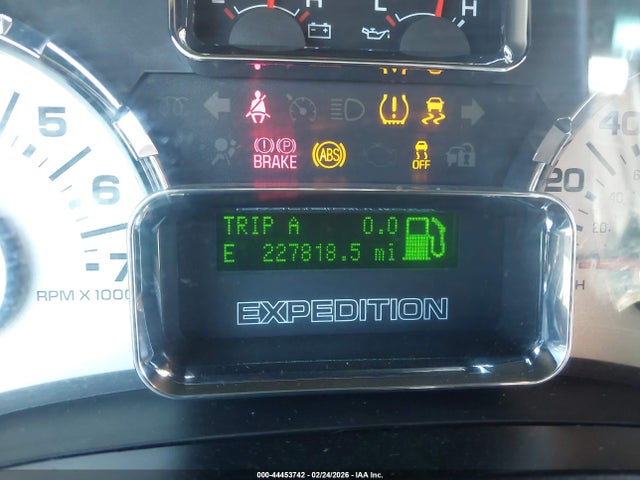 L H L H
5
6
7
RPM X 1000
BRAKE
ABS
OFF
40
20
20
TRIP A 0.0
E 227818.5 mi
EXPEDITION
000-44453742 | 02/24/2026 - IAA Inc.